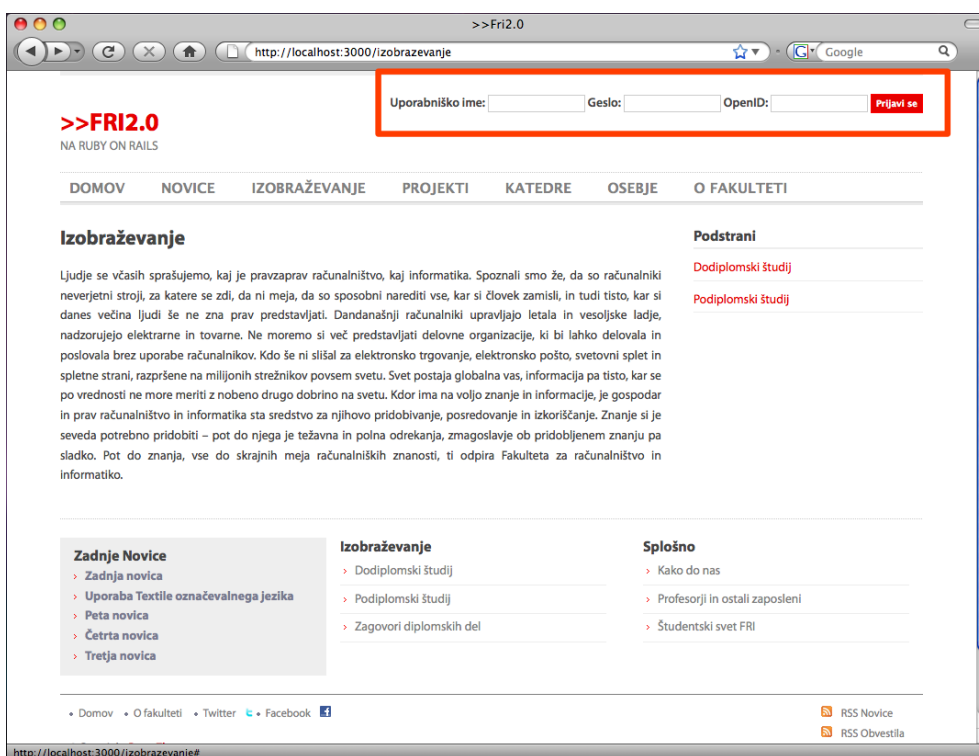 >>Fri2.0
http://localhost:3000/izobrazevanje
Google
Uporabniško ime: Geslo: OpenID: Prijavi se
>>FRI2.0
NA RUBY ON RAILS
DOMOV NOVICE IZOBRAŽEVANJE PROJEKTI KATEDRE OSEBJE O FAKULTETI
Izobraževanje
Ljudje se včasih sprašujemo, kaj je pravzaprav računalništvo, kaj informatika. Spoznali smo že, da so računalniki
neverjetni stroji, za katere se zdi, da ni meja, da so sposobni narediti vse, kar si človek zamisli, in tudi tisto, kar si
danes večina ljudi še ne zna prav predstavljati. Dandanašnji računalniki upravljajo letala in vesoljske ladje,
nadzorujejo elektrarne in tovarne. Ne moremo si več predstavljati delovne organizacije, ki bi lahko delovala in
poslovala brez uporabe računalnikov. Kdo še ni slišal za elektronsko trgovanje, elektronsko pošto, svetovni splet in
spletne strani, razpršene na milijonih strežnikov povsem svetu. Svet postaja globalna vas, informacija pa tisto, kar se
po vrednosti ne more meriti z nobeno drugo dobrino na svetu. Kdor ima na voljo znanje in informacije, je gospodar
in prav računalništvo in informatika sta sredstvo za njihovo pridobivanje, posredovanje in izkoriščanje. Znanje si je
seveda potrebno pridobiti – pot do njega je težavna in polna odrekanja, zmagoslavje ob pridobljenem znanju pa
sladko. Pot do znanja, vse do skrajnih meja računalniških znanosti, ti odpira Fakulteta za računalništvo in
informatiko.
Podstrani
Dodiplomski študij
Podiplomski študij
Zadnje Novice
Zadnja novica
Uporaba Textile označevalnega jezika
Peta novica
Četrta novica
Tretja novica
Izobraževanje
Dodiplomski študij
Podiplomski študij
Zagovori diplomskih del
Splošno
Kako do nas
Profesorji in ostali zaposleni
Študentski svet FRI
Domov O fakulteti Twitter Facebook
RSS Novice
RSS Obvestila
http://localhost:3000/izobrazevanje#